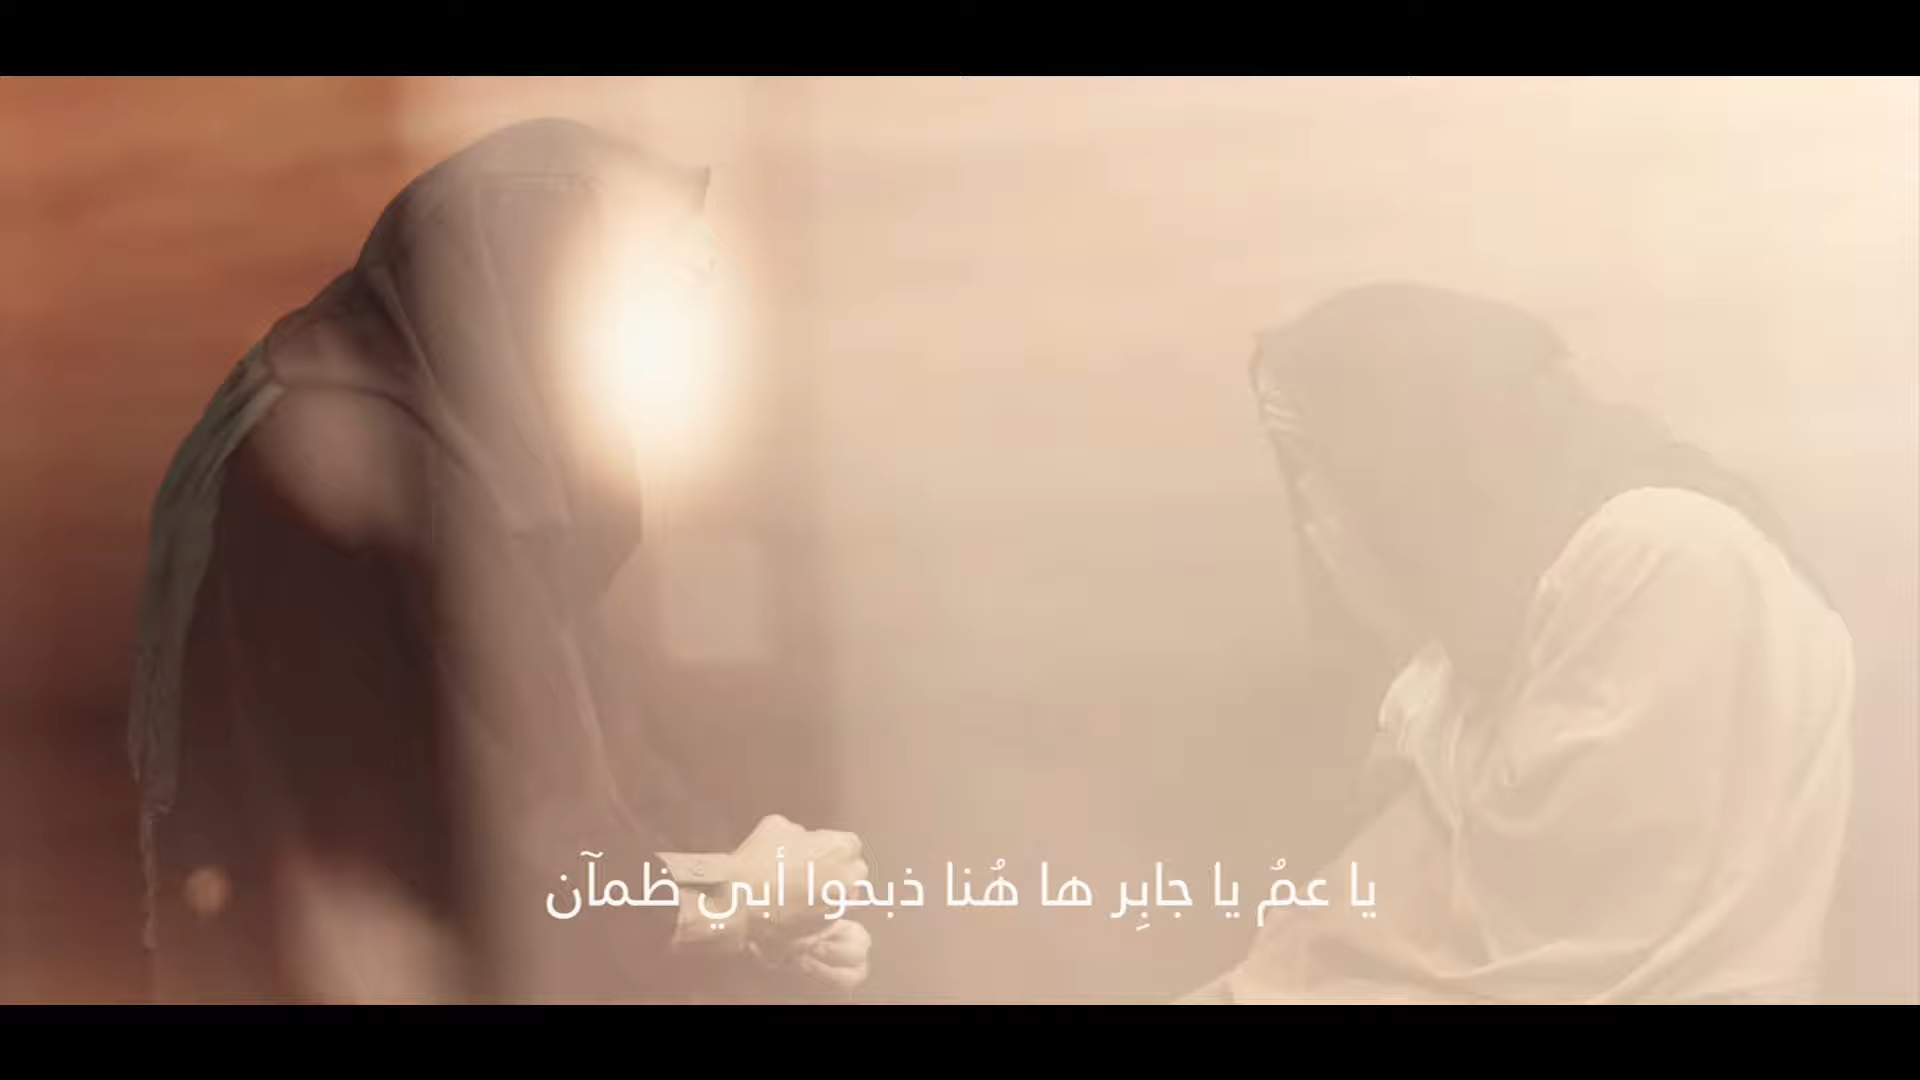 يا عمُ يا جابِر ها هُنا ذبحوا أبي ظمآن